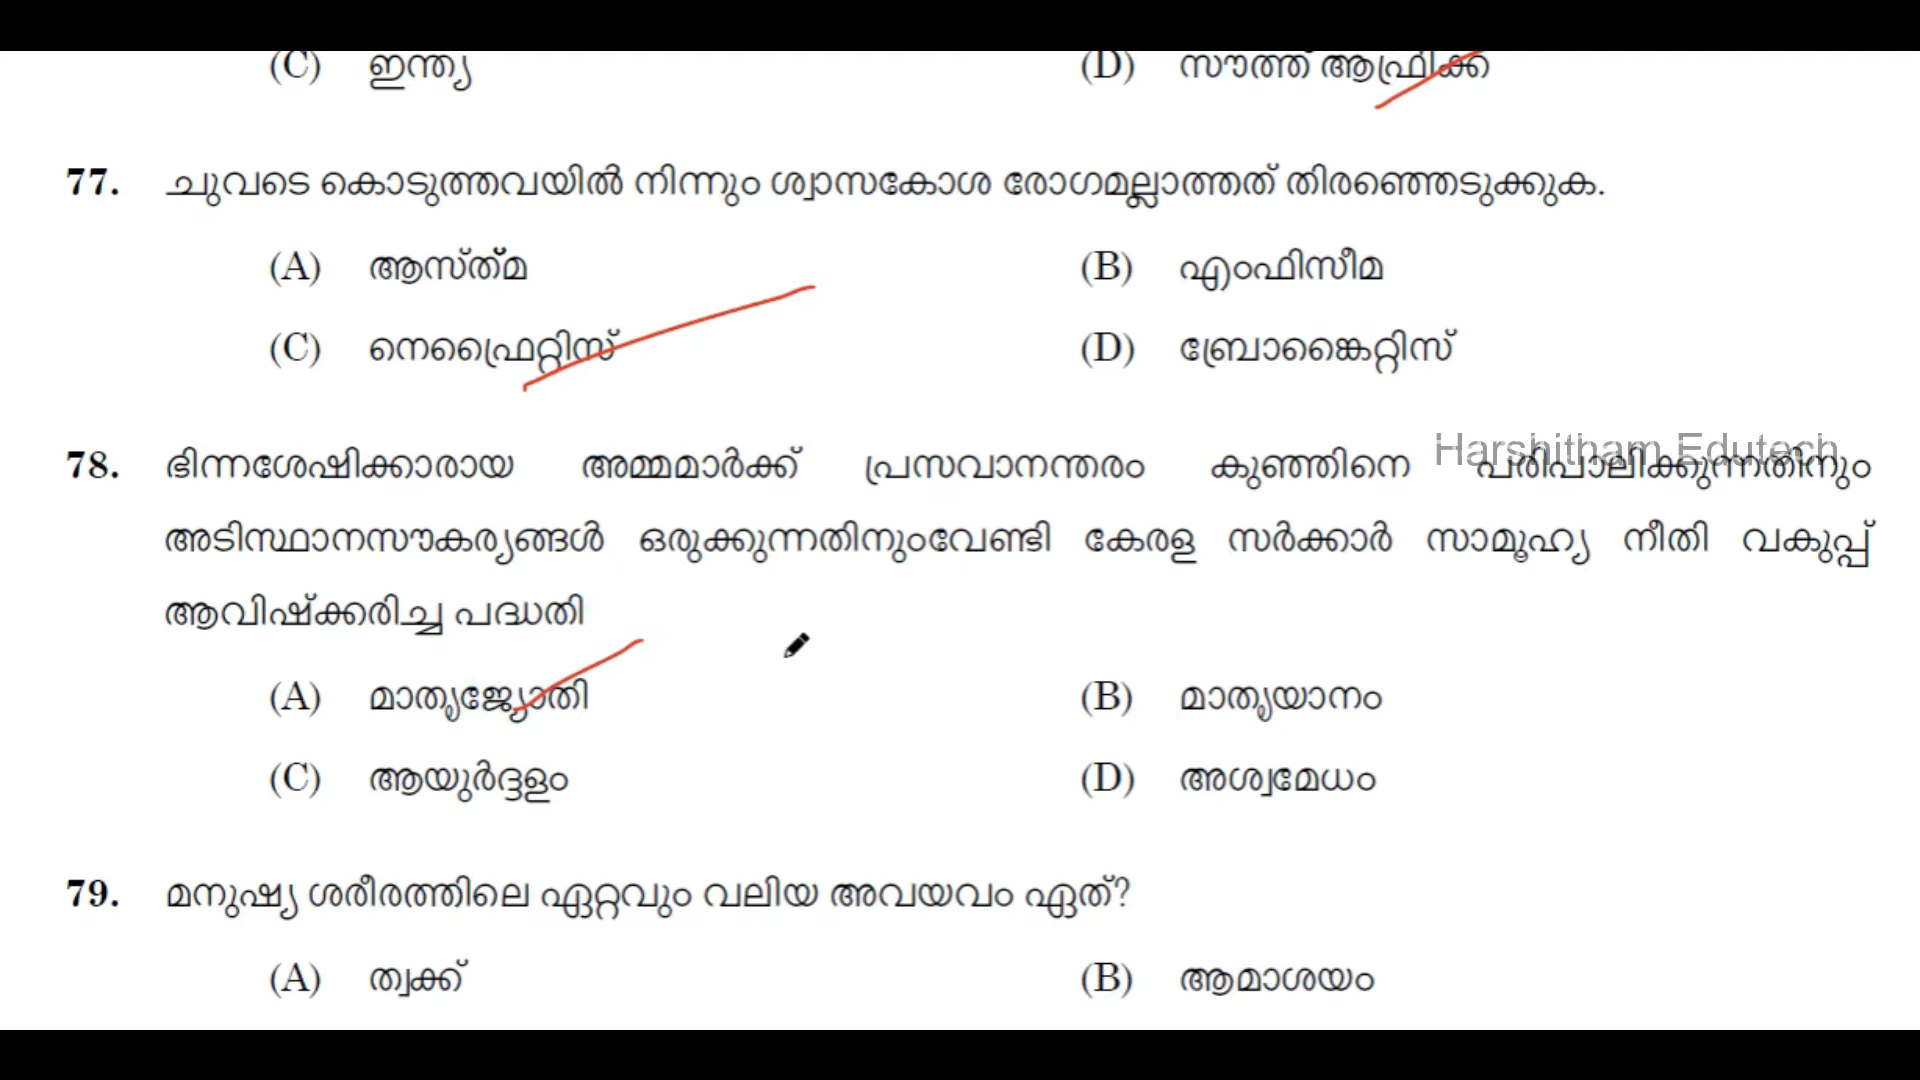 (C) ഇന്ത്യ (D) സൗത്ത് ആഫ്രിക്ക
77. ചുവടെ കൊടുത്തവയിൽ നിന്നും ശ്വാസകോശ രോഗമല്ലാത്തത് തിരഞ്ഞെടുക്കുക.
(A) ആസ്ത്മ (B) എംഫിസീമ
(C) നെഫ്രൈറ്റിസ് (D) ബ്രോങ്കൈറ്റിസ്
Harshitham Edutech
78. ഭിന്നശേഷിക്കാരായ അമ്മമാർക്ക് പ്രസവാനന്തരം കുഞ്ഞിനെ പരിപാലിക്കുന്നതിനും
അടിസ്ഥാനസൗകര്യങ്ങൾ ഒരുക്കുന്നതിനുംവേണ്ടി കേരള സർക്കാർ സാമൂഹ്യ നീതി വകുപ്പ്
ആവിഷ്ക്കരിച്ച പദ്ധതി
(A) മാതൃജ്യോതി (B) മാതൃയാനം
(C) ആയുർദ്ദളം (D) അശ്വമേധം
79. മനുഷ്യ ശരീരത്തിലെ ഏറ്റവും വലിയ അവയവം ഏത്?
(A) ത്വക്ക് (B) ആമാശയം